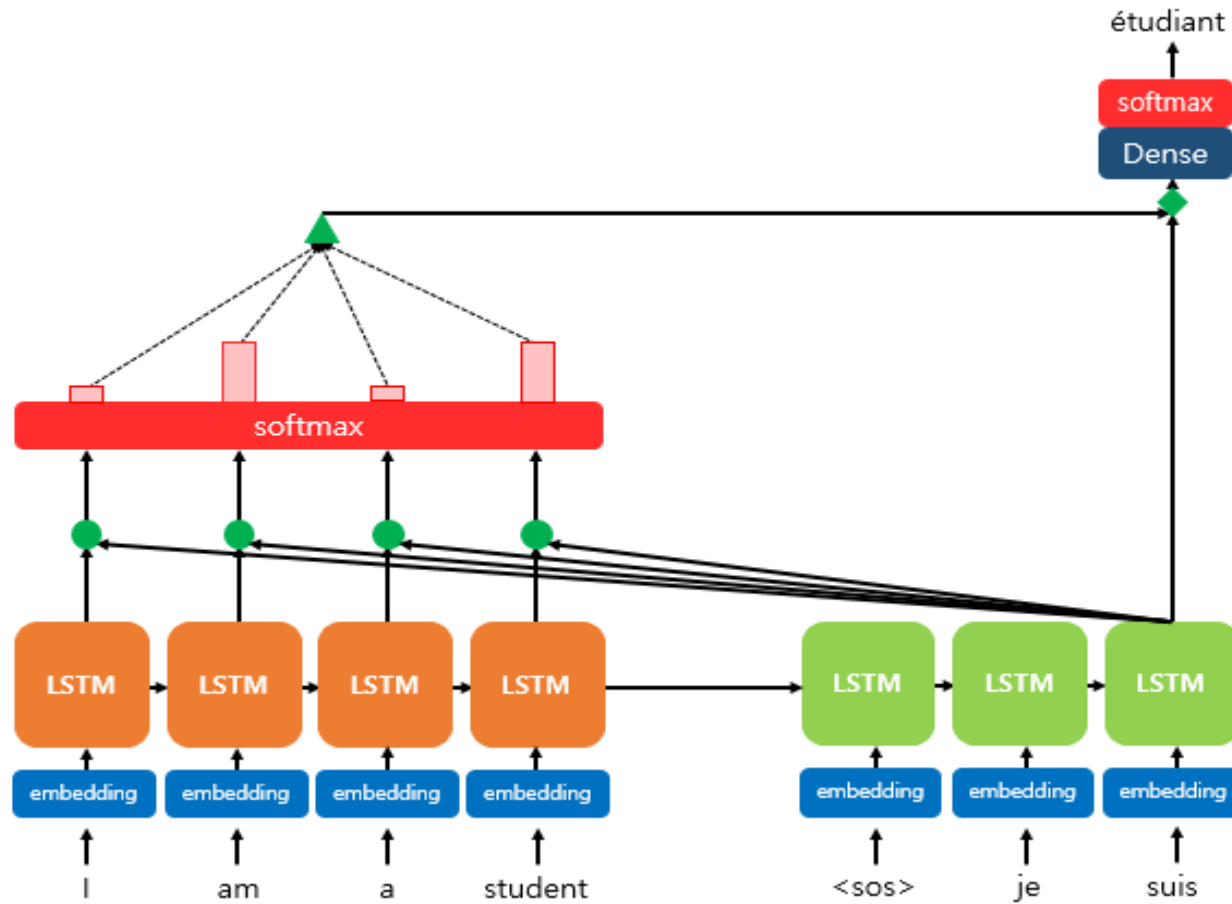 étudiant
softmax
Dense
softmax
LSTM LSTM LSTM LSTM LSTM LSTM LSTM
embedding embedding embedding embedding embedding embedding embedding
I am a student <sos> je suis